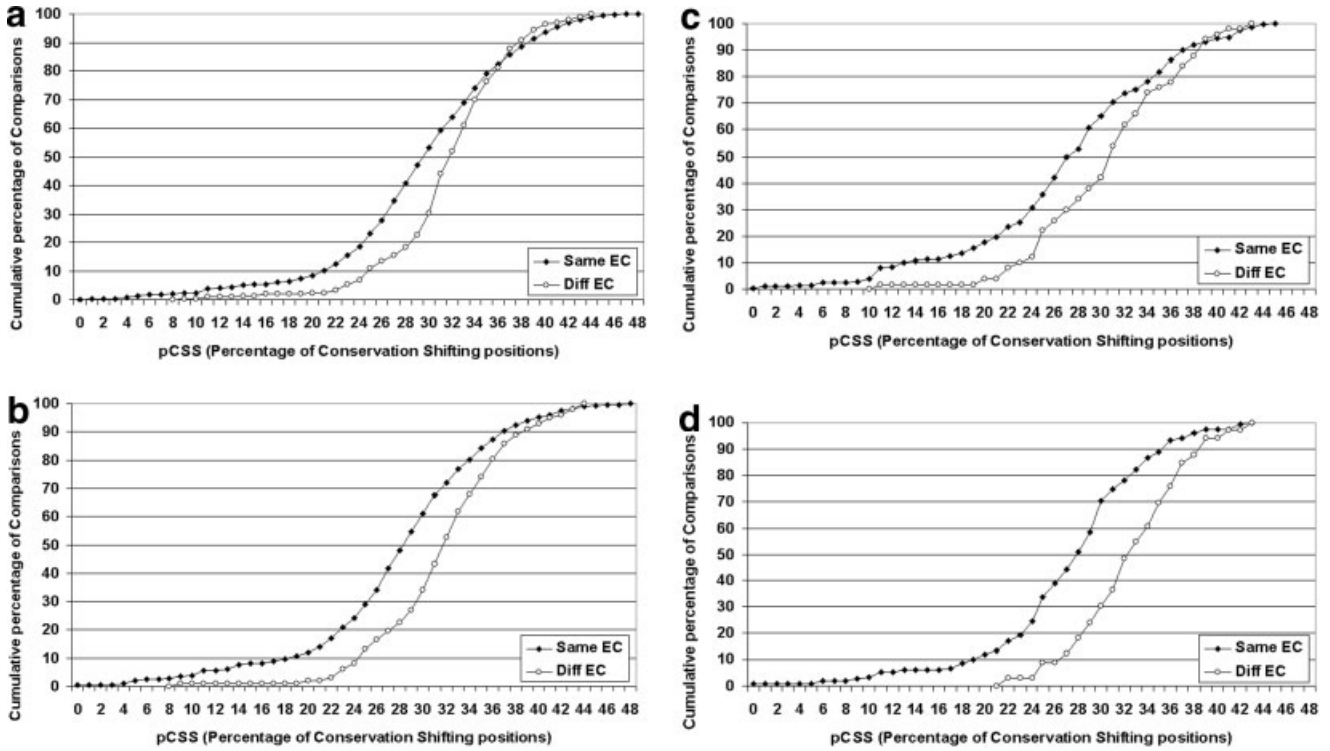 a
Cumulative percentage of Comparisons
100
90
80
70
60
50
40
30
20
10
0
Same EC
Diff EC
0 2 4 6 8 10 12 14 16 18 20 22 24 26 28 30 32 34 36 38 40 42 44 46 48
pCSS (Percentage of Conservation Shifting positions)
b
Cumulative percentage of Comparisons
100
90
80
70
60
50
40
30
20
10
0
Same EC
Diff EC
0 2 4 6 8 10 12 14 16 18 20 22 24 26 28 30 32 34 36 38 40 42 44 46 48
pCSS (Percentage of Conservation Shifting positions)
c
Cumulative percentage of Comparisons
100
90
80
70
60
50
40
30
20
10
0
Same EC
Diff EC
0 2 4 6 8 10 12 14 16 18 20 22 24 26 28 30 32 34 36 38 40 42 44 46 48
pCSS (Percentage of Conservation Shifting positions)
d
Cumulative percentage of Comparisons
100
90
80
70
60
50
40
30
20
10
0
Same EC
Diff EC
0 2 4 6 8 10 12 14 16 18 20 22 24 26 28 30 32 34 36 38 40 42 44 46 48
pCSS (Percentage of Conservation Shifting positions)